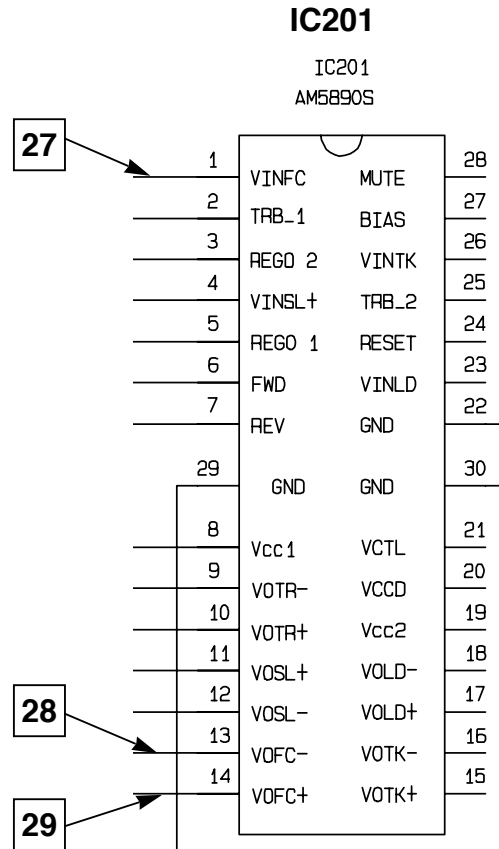 IC201
IC201
AM5890S
27
1 VINFC MUTE 28
2 TRB_1 BIAS 27
3 REGO 2 VINTK 26
4 VINSL+ TRB_2 25
5 REGO 1 RESET 24
6 FWD VINLD 23
7 REV GND 22
29 GND GND 30
8 Vcc1 VCTL 21
9 VOTR- VCCD 20
10 VOTR+ Vcc2 19
11 VOSL+ VOLD- 18
12 VOSL- VOLD+ 17
28
13 VOFC- VOTK- 16
14 VOFC+ VOTK+ 15
29